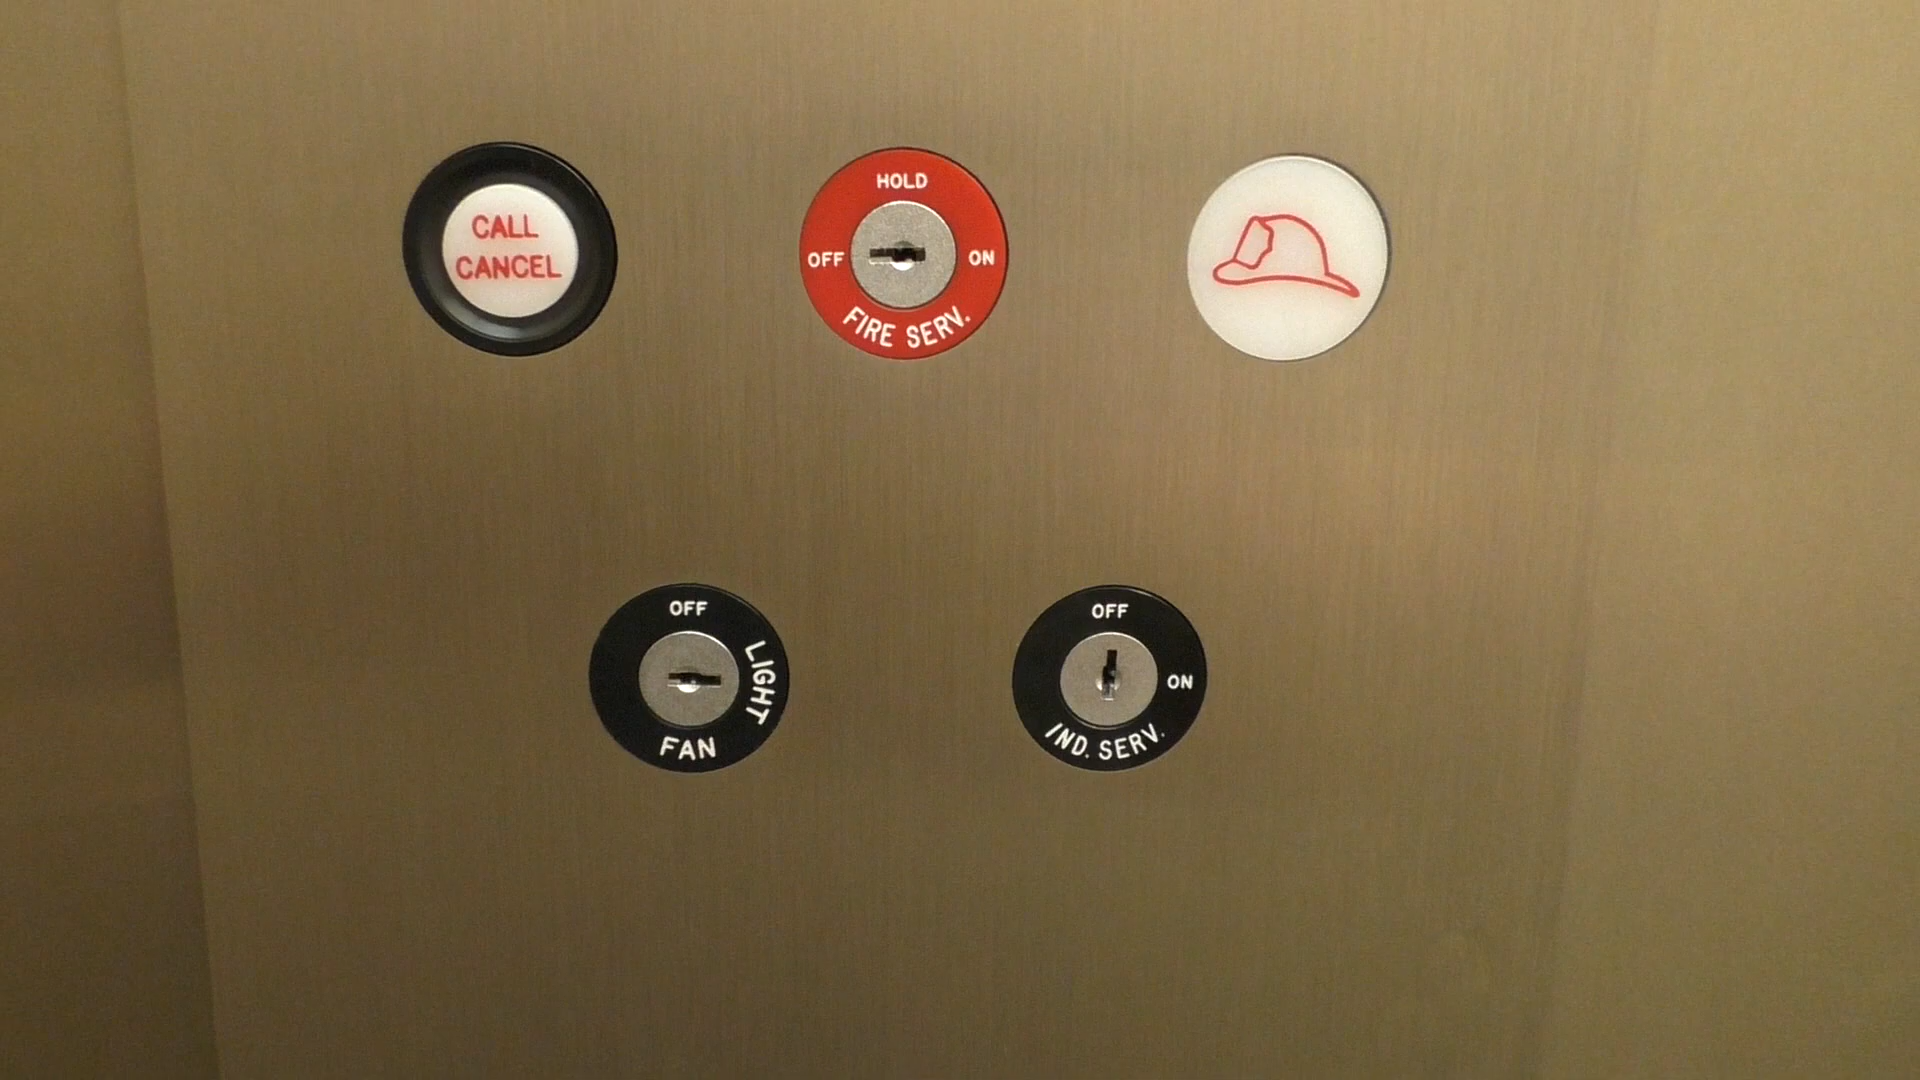 CALL
CANCEL
HOLD
OFF
ON
FIRE SERV.
OFF
LIGHT
FAN
OFF
ON
IND. SERV.